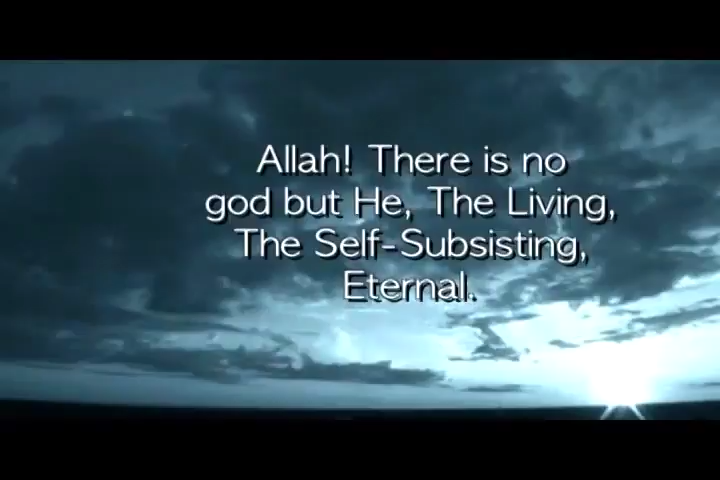 Allah! There is no
god but He, The Living,
The Self-Subsisting,
Eternal.